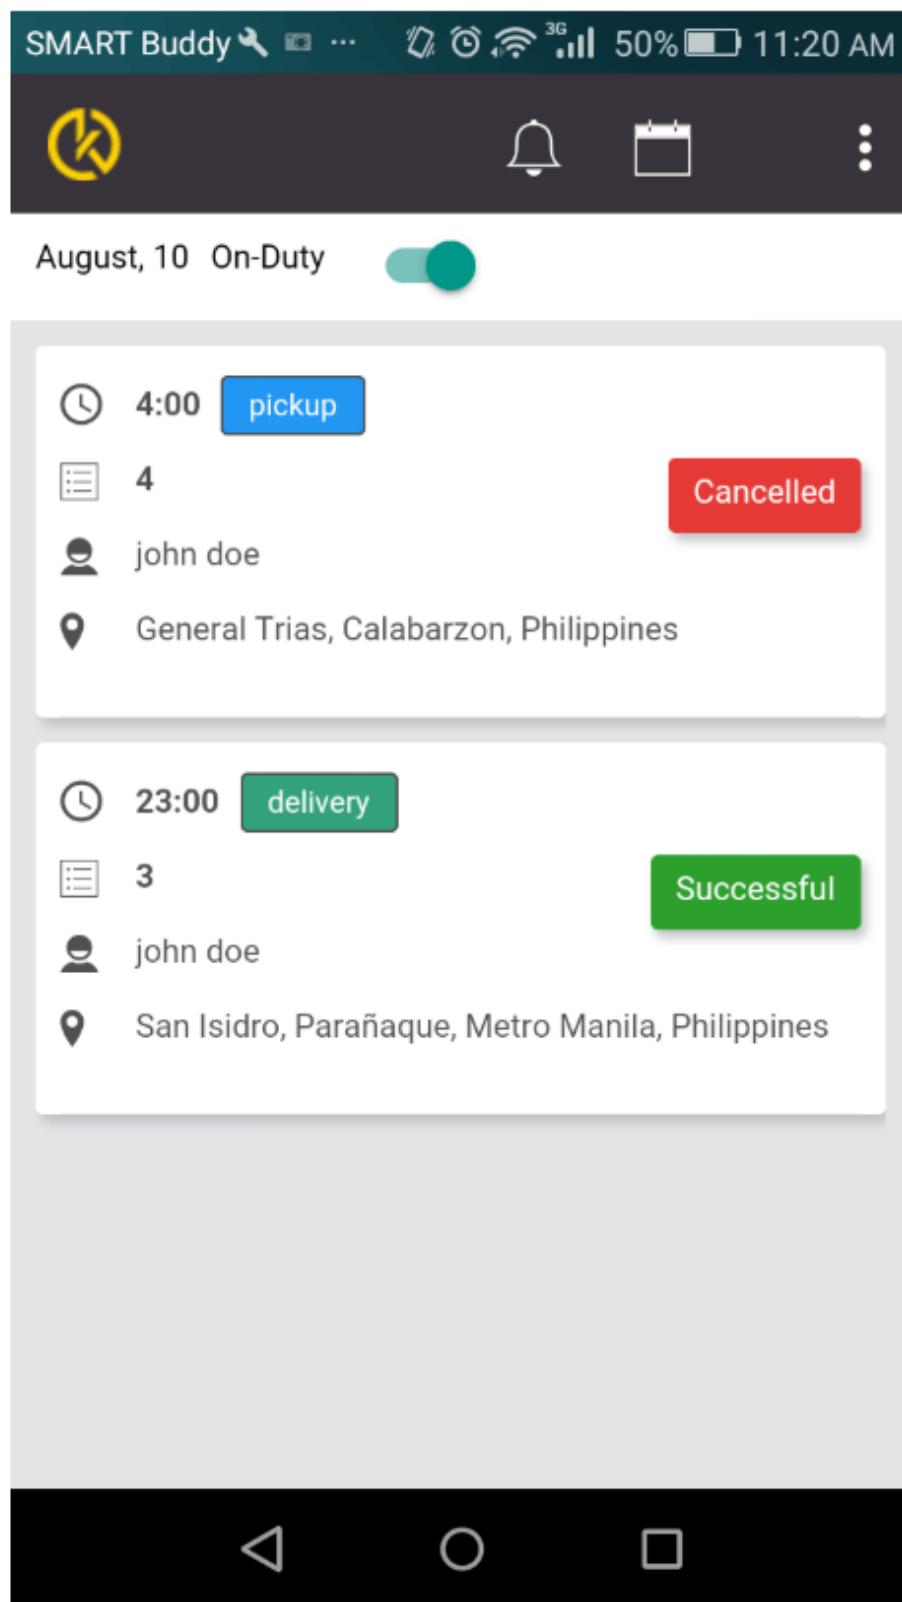 SMART Buddy ... 3G 50% 11:20 AM
August, 10 On-Duty
4:00 pickup
4
Cancelled
john doe
General Trias, Calabarzon, Philippines
23:00 delivery
3
Successful
john doe
San Isidro, Parañaque, Metro Manila, Philippines